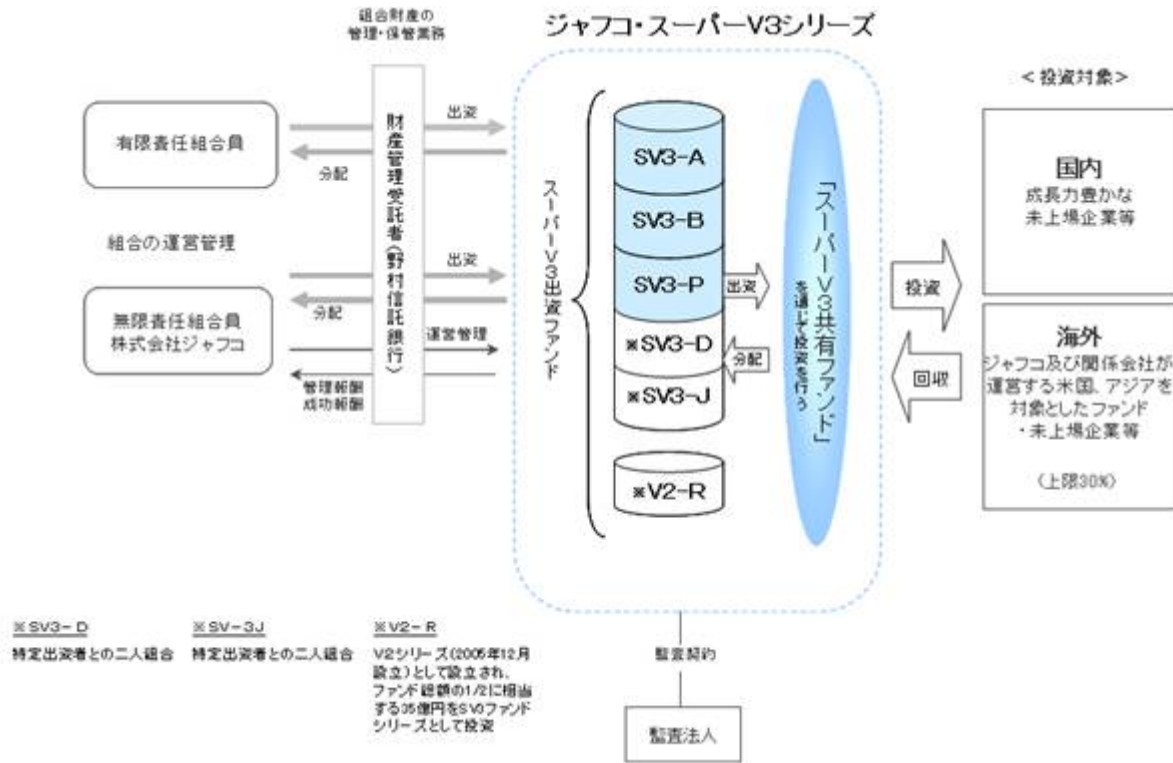 組合財産の
管理・保管業務
ジャフコ・スーパーV3シリーズ
＜投資対象＞
有限責任組合員
出資
分配
財産管理受託者(野村信託銀行)
組合の運営管理
無限責任組合員
株式会社ジャフコ
出資
分配
運営管理
管理報酬
成功報酬
スーパーV3出資ファンド
SV3-A
SV3-B
SV3-P
※SV3-D
※SV3-J
※V2-R
出資
分配
「スーパーV3共有ファンド」
を通じて投資を行う
投資
回収
国内
成長力豊かな
未上場企業等
海外
ジャフコ及び関係会社が
運営する米国、アジアを
対象としたファンド
・未上場企業等
(上限30%)
※SV3-D
特定出資者との二人組合
※SV-3J
特定出資者との二人組合
※V2-R
V2シリーズ(2005年12月
設立)として設立され、
ファンド総額の1/2に相当
する35億円をSV3ファンド
シリーズとして投資
監査契約
監査法人